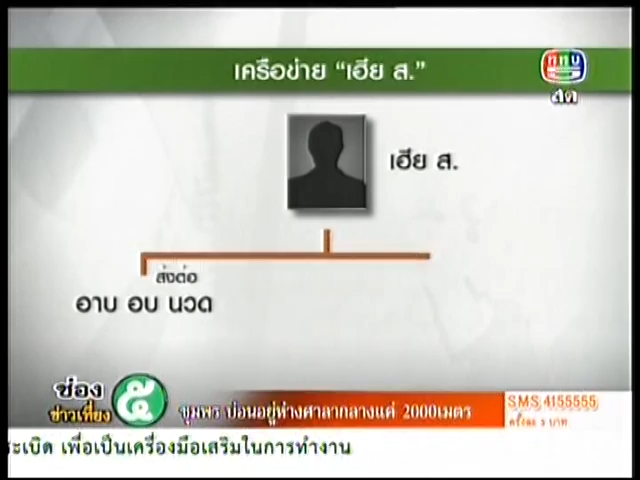 เครือข่าย “เฮีย ส.”
ททบ
สด
เฮีย ส.
ส่งต่อ
อาบ อบ นวด
ช่อง ๕
ข่าวเที่ยง
ชุมพร บ่อนอยู่ห่างศาลากลางแค่ 2000เมตร
SMS 4155555
ครั้งละ 3 บาท
ระเบิด เพื่อเป็นเครื่องมือเสริมในการทำงาน